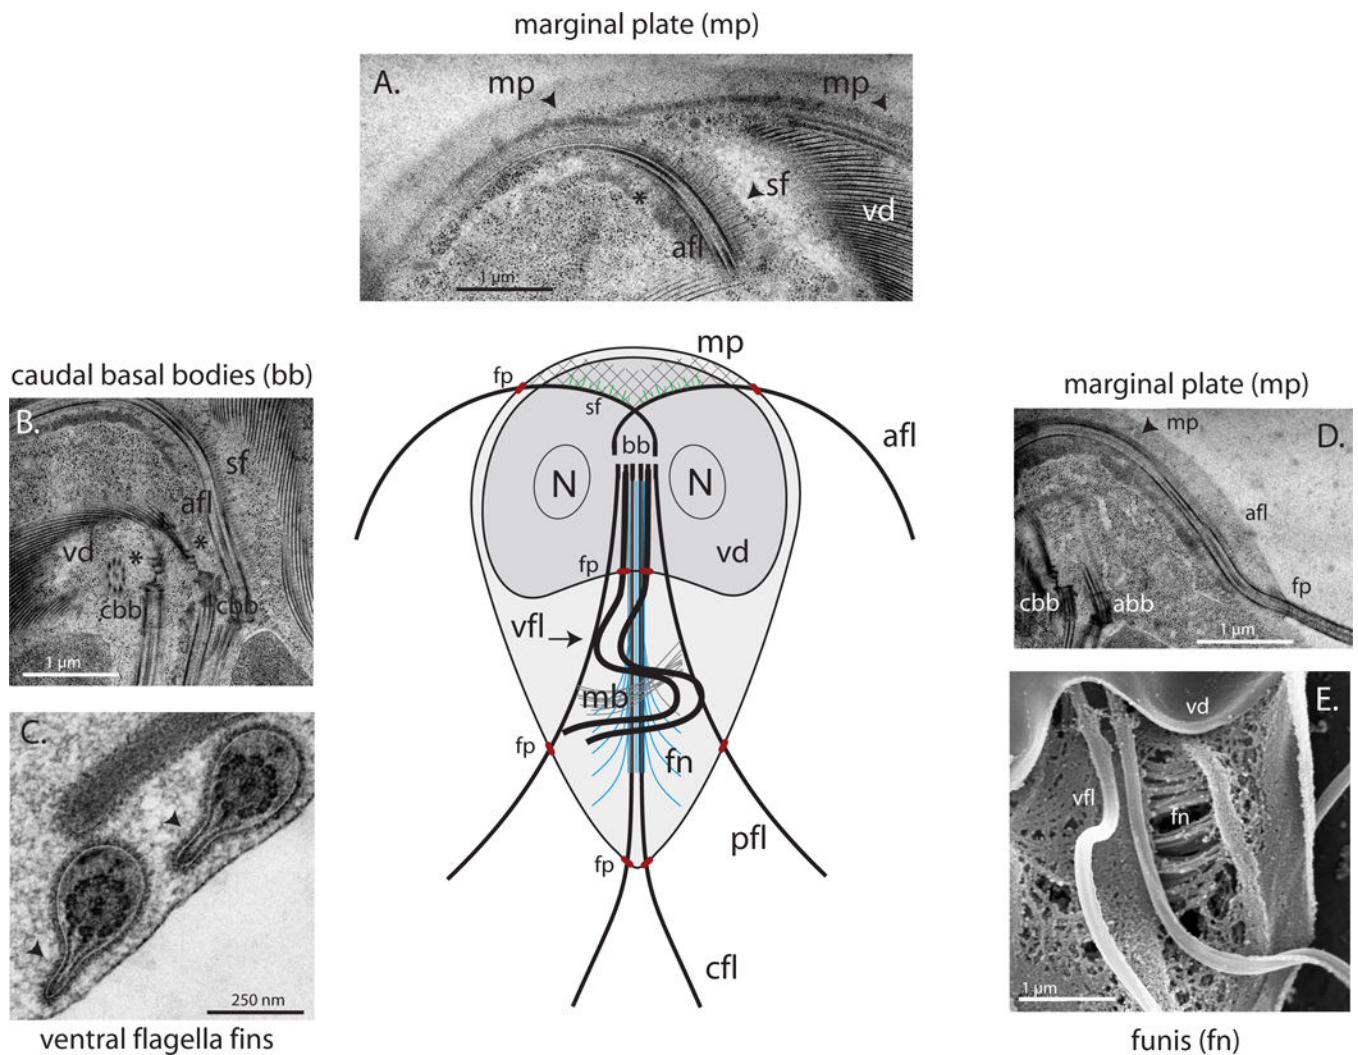 marginal plate (mp)
A.
mp
mp
*
sf
afl
vd
1 µm
caudal basal bodies (bb)
B.
sf
afl
vd
*
*
cbb
cbb
1 µm
C.
250 nm
ventral flagella fins
mp
fp
sf
afl
bb
N
N
fp
vd
vfl
mb
fp
fn
pfl
fp
cfl
marginal plate (mp)
D.
mp
afl
fp
cbb
abb
1 µm
E.
vd
vfl
fn
1 µm
funis (fn)